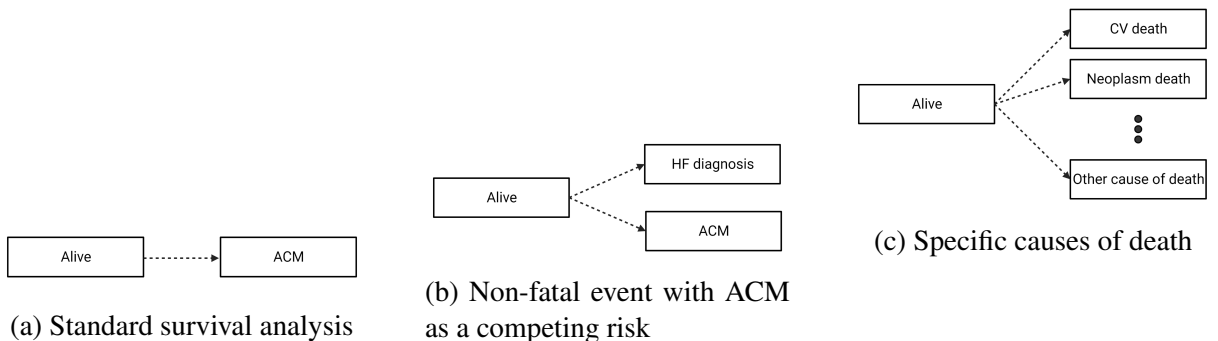 Alive
ACM
(a) Standard survival analysis
Alive
HF diagnosis
ACM
(b) Non-fatal event with ACM
as a competing risk
Alive
CV death
Neoplasm death
Other cause of death
(c) Specific causes of death